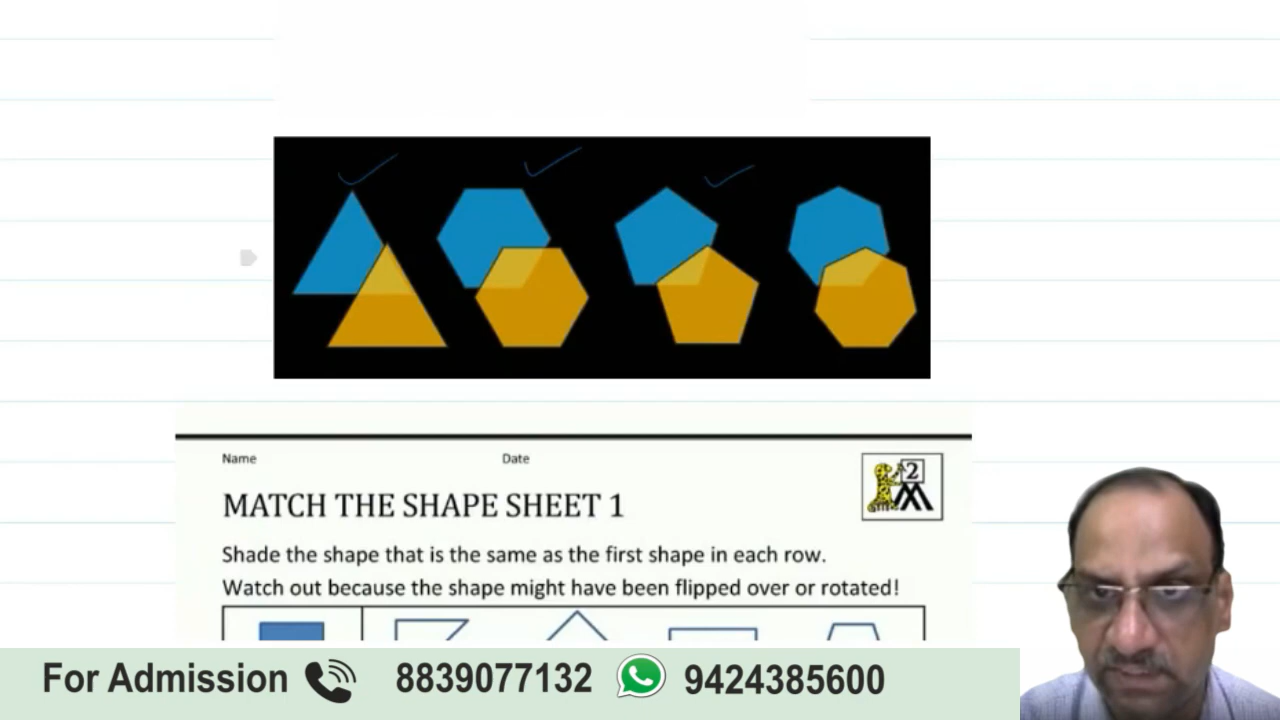 Name Date
2
MATCH THE SHAPE SHEET 1
Shade the shape that is the same as the first shape in each row.
Watch out because the shape might have been flipped over or rotated!
For Admission 8839077132 9424385600